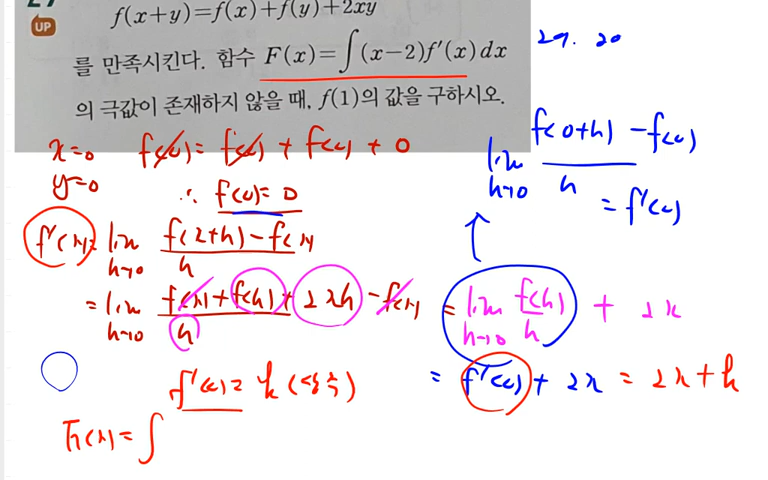 27
UP
f(x+y)=f(x)+f(y)+2xy
를 만족시킨다. 함수 F(x)=∫(x−2)f′(x)dx
의 극값이 존재하지 않을 때, f(1)의 값을 구하시오.
29. 20
x=0 f(0)= f(0) + f(0) + 0
y=0
∴ f(0)= 0
lim h→0 f(0+h) −f(0) / h
= f′(0)
f′(x)= lim h→0 f(x+h)−f(x) / h
= lim h→0 f(x)+f(h)+2xh −f(x) / h = lim h→0 f(h)/h + 2x
f′(0)= k (상수) = f′(0) + 2x = 2x+k
F(x)= ∫